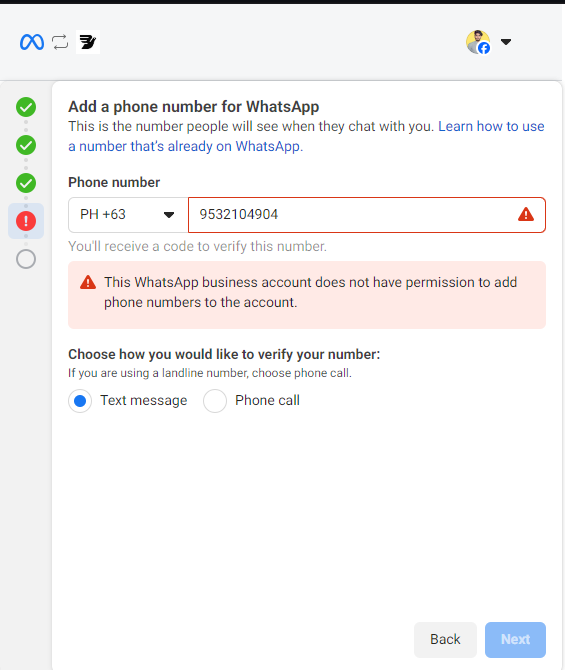 Add a phone number for WhatsApp
This is the number people will see when they chat with you. Learn how to use
a number that's already on WhatsApp.
Phone number
PH +63 9532104904
You'll receive a code to verify this number.
This WhatsApp business account does not have permission to add
phone numbers to the account.
Choose how you would like to verify your number:
If you are using a landline number, choose phone call.
Text message Phone call
Back Next